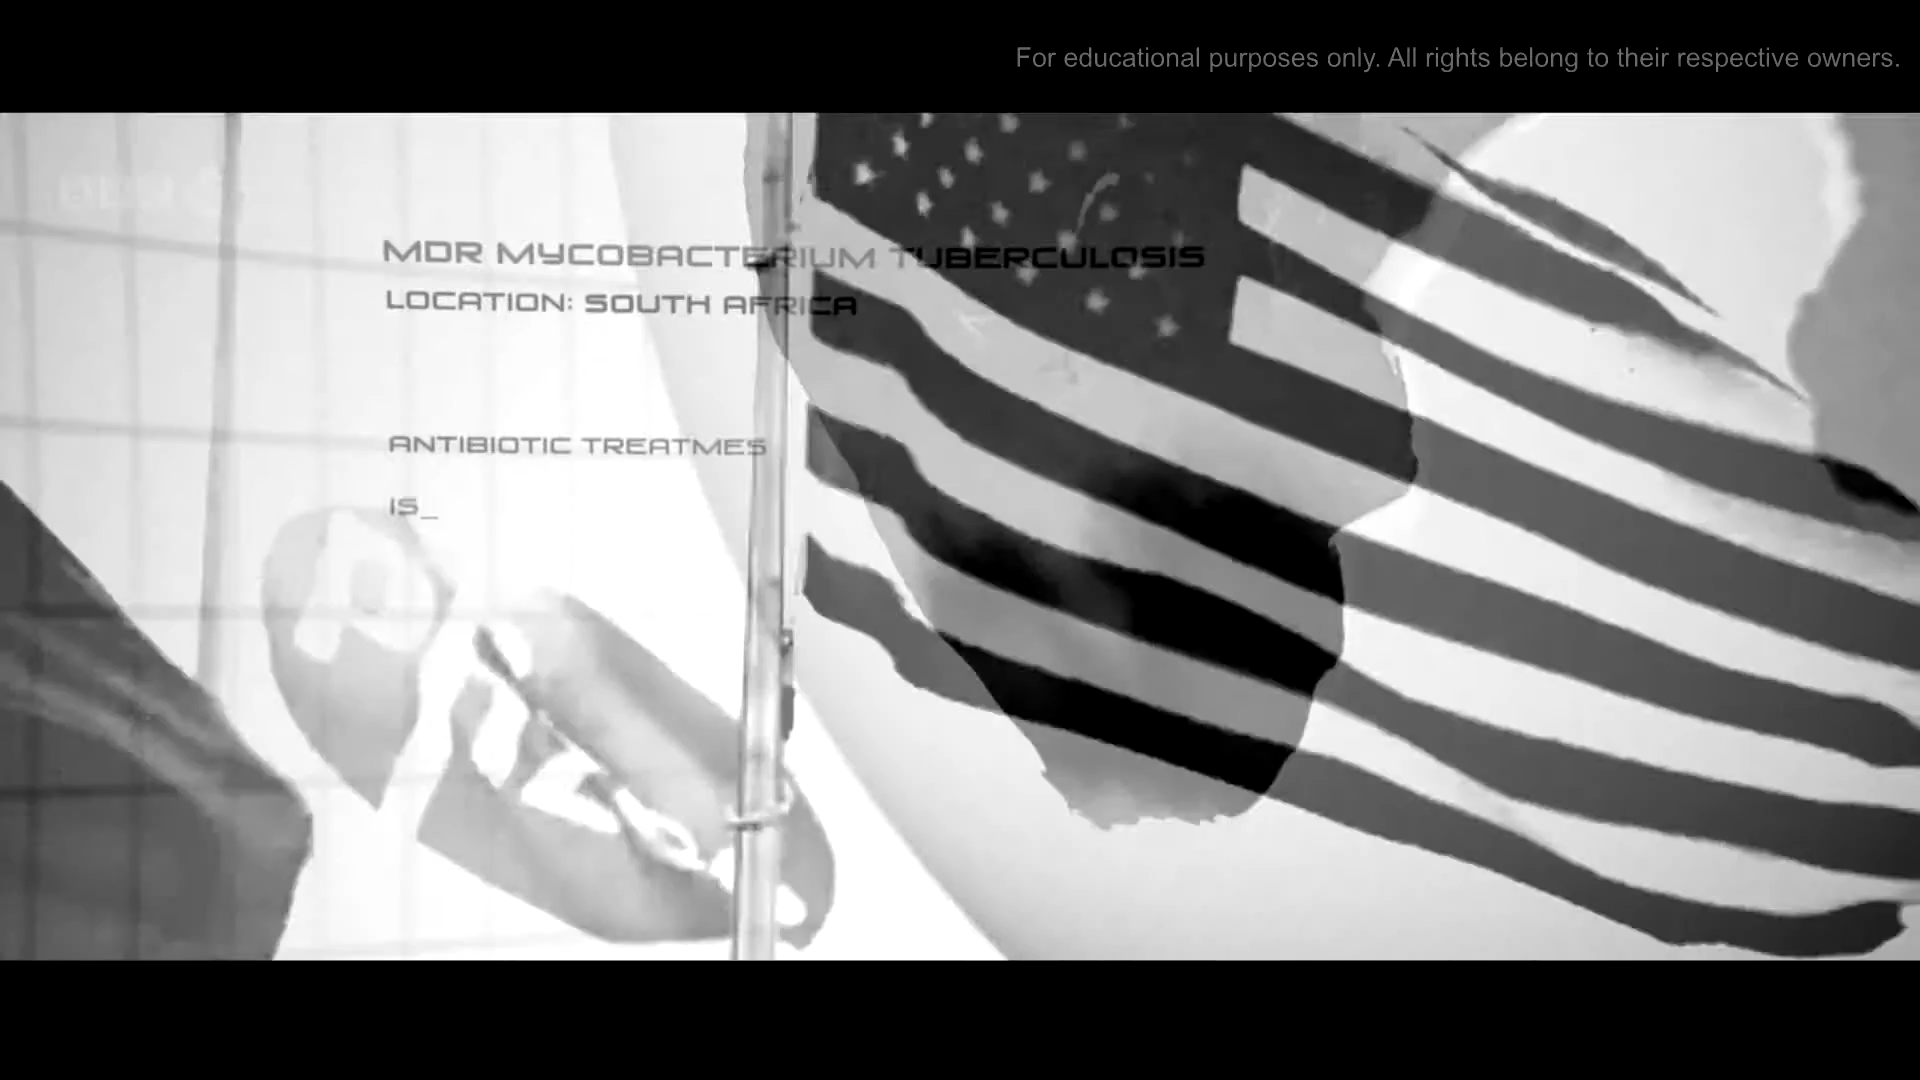 For educational purposes only. All rights belong to their respective owners.
MDR MYCOBACTERIUM TUBERCULOSIS
LOCATION: SOUTH AFRICA
ANTIBIOTIC TREATMES
IS_